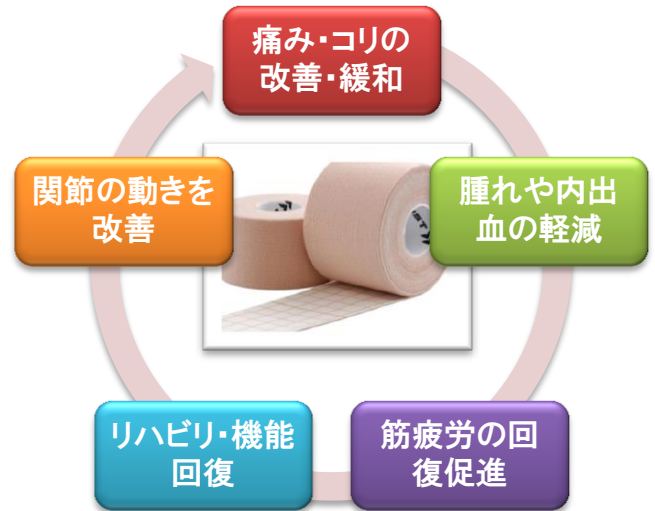 痛み・コリの
改善・緩和
関節の動きを
改善
腫れや内出
血の軽減
リハビリ・機能
回復
筋疲労の回
復促進